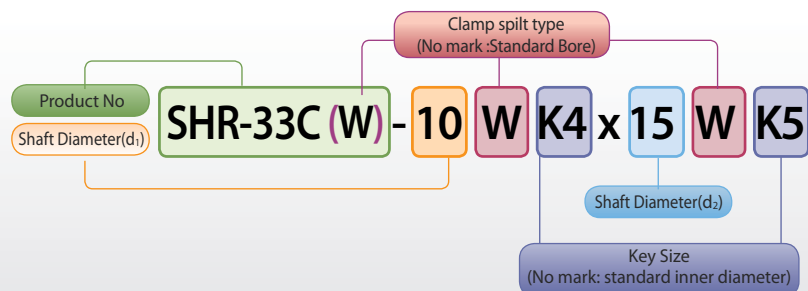 Clamp spilt type
(No mark :Standard Bore)
Product No
SHR-33C (W) - 10 W K4 x 15 W K5
Shaft Diameter(d₁)
Shaft Diameter(d₂)
Key Size
(No mark: standard inner diameter)